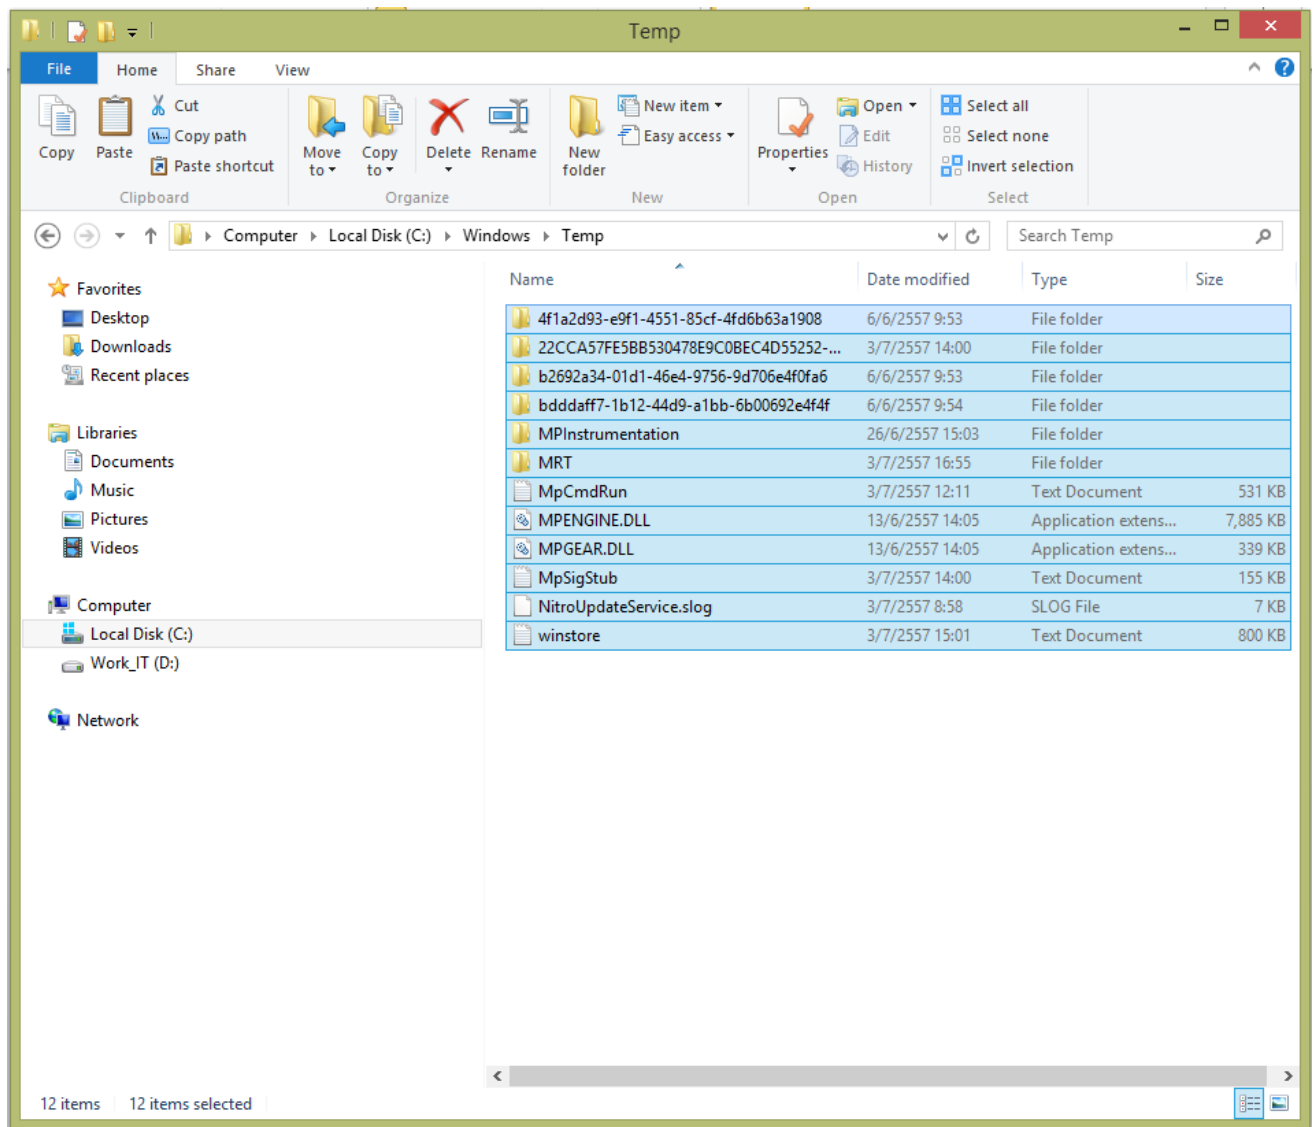 Temp
File Home Share View
Copy
Paste
Cut
Copy path
Paste shortcut
Clipboard
Move to
Copy to
Delete
Rename
Organize
New folder
New item
Easy access
New
Properties
Open
Edit
History
Open
Select all
Select none
Invert selection
Select
Computer Local Disk (C:) Windows Temp
Search Temp
Favorites
Desktop
Downloads
Recent places
Libraries
Documents
Music
Pictures
Videos
Computer
Local Disk (C:)
Work_IT (D:)
Network
Name Date modified Type Size
4f1a2d93-e9f1-4551-85cf-4fd6b63a1908 6/6/2557 9:53 File folder
22CCA57FE5BB530478E9C0BEC4D55252-... 3/7/2557 14:00 File folder
b2692a34-01d1-46e4-9756-9d706e4f0fa6 6/6/2557 9:53 File folder
bdddaff7-1b12-44d9-a1bb-6b00692e4f4f 6/6/2557 9:54 File folder
MPInstrumentation 26/6/2557 15:03 File folder
MRT 3/7/2557 16:55 File folder
MpCmdRun 3/7/2557 12:11 Text Document 531 KB
MPENGINE.DLL 13/6/2557 14:05 Application extens... 7,885 KB
MPGEAR.DLL 13/6/2557 14:05 Application extens... 339 KB
MpSigStub 3/7/2557 14:00 Text Document 155 KB
NitroUpdateService.slog 3/7/2557 8:58 SLOG File 7 KB
winstore 3/7/2557 15:01 Text Document 800 KB
12 items 12 items selected